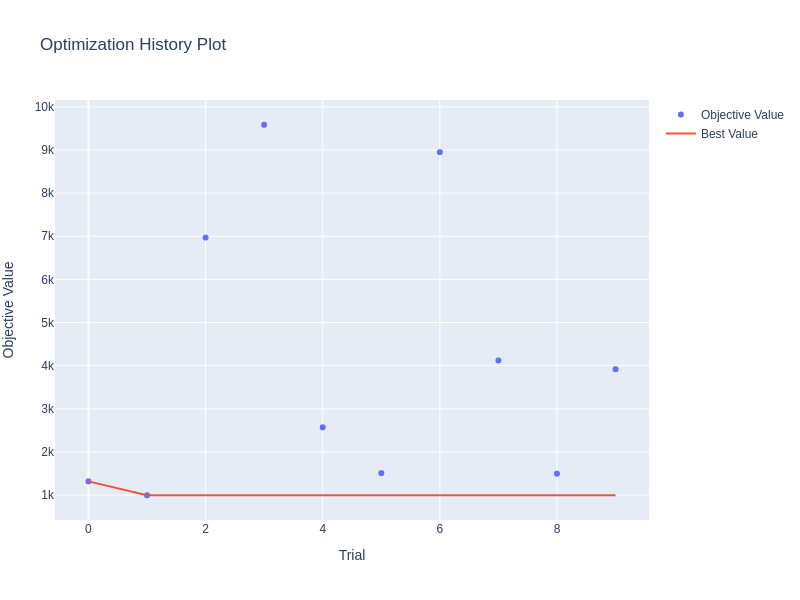 Optimization History Plot
Objective Value
Best Value
10k
9k
8k
7k
6k
5k
4k
3k
2k
1k
Objective Value
0 2 4 6 8
Trial